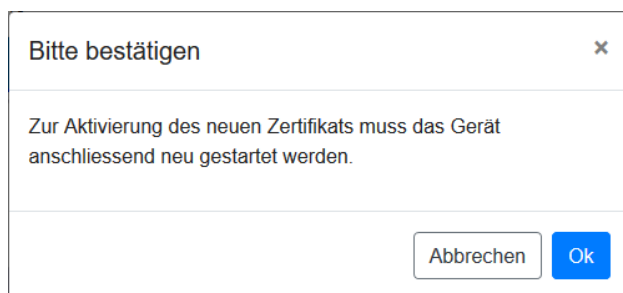 Bitte bestätigen ×
Zur Aktivierung des neuen Zertifikats muss das Gerät
anschliessend neu gestartet werden.
Abbrechen Ok